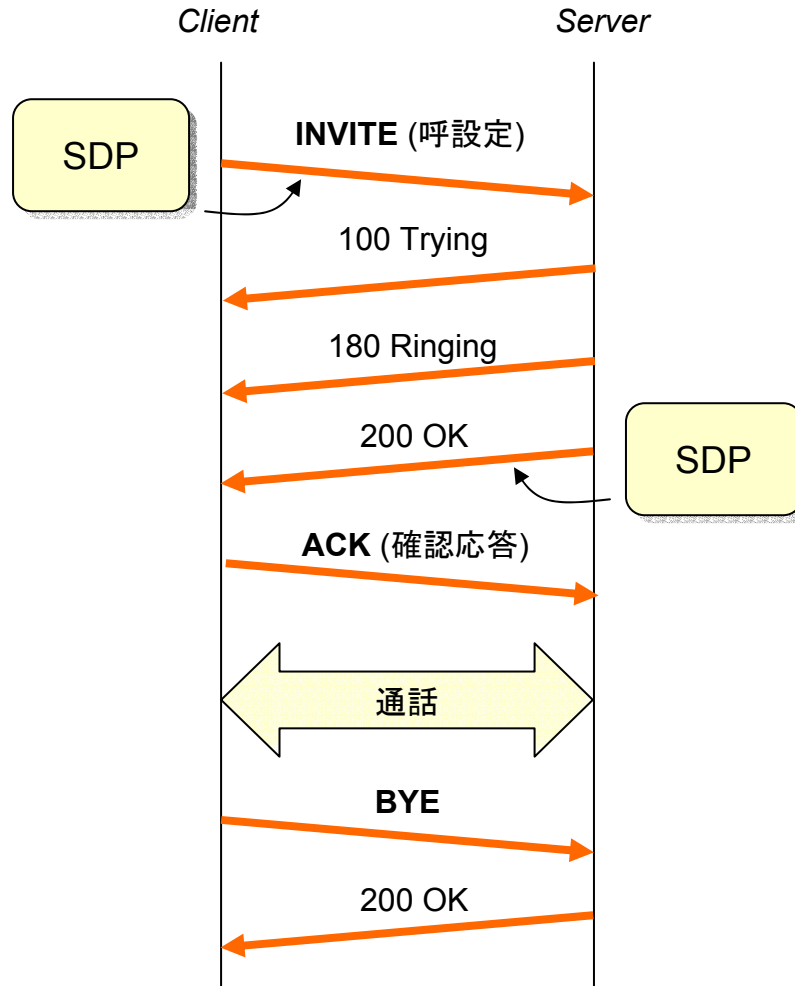 Client
Server
INVITE (呼設定)
SDP
100 Trying
180 Ringing
200 OK
SDP
ACK (確認応答)
通話
BYE
200 OK